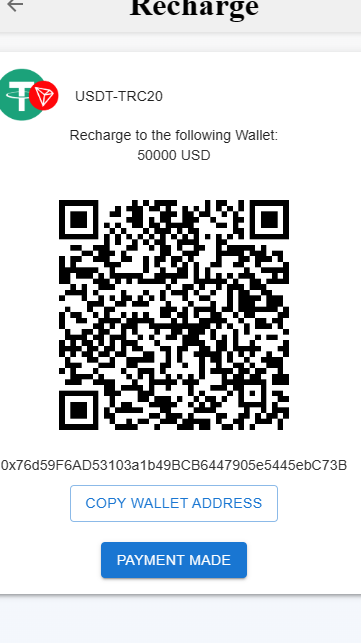 Recharge
USDT-TRC20
Recharge to the following Wallet:
50000 USD
0x76d59F6AD53103a1b49BCB6447905e5445ebC73B
COPY WALLET ADDRESS
PAYMENT MADE